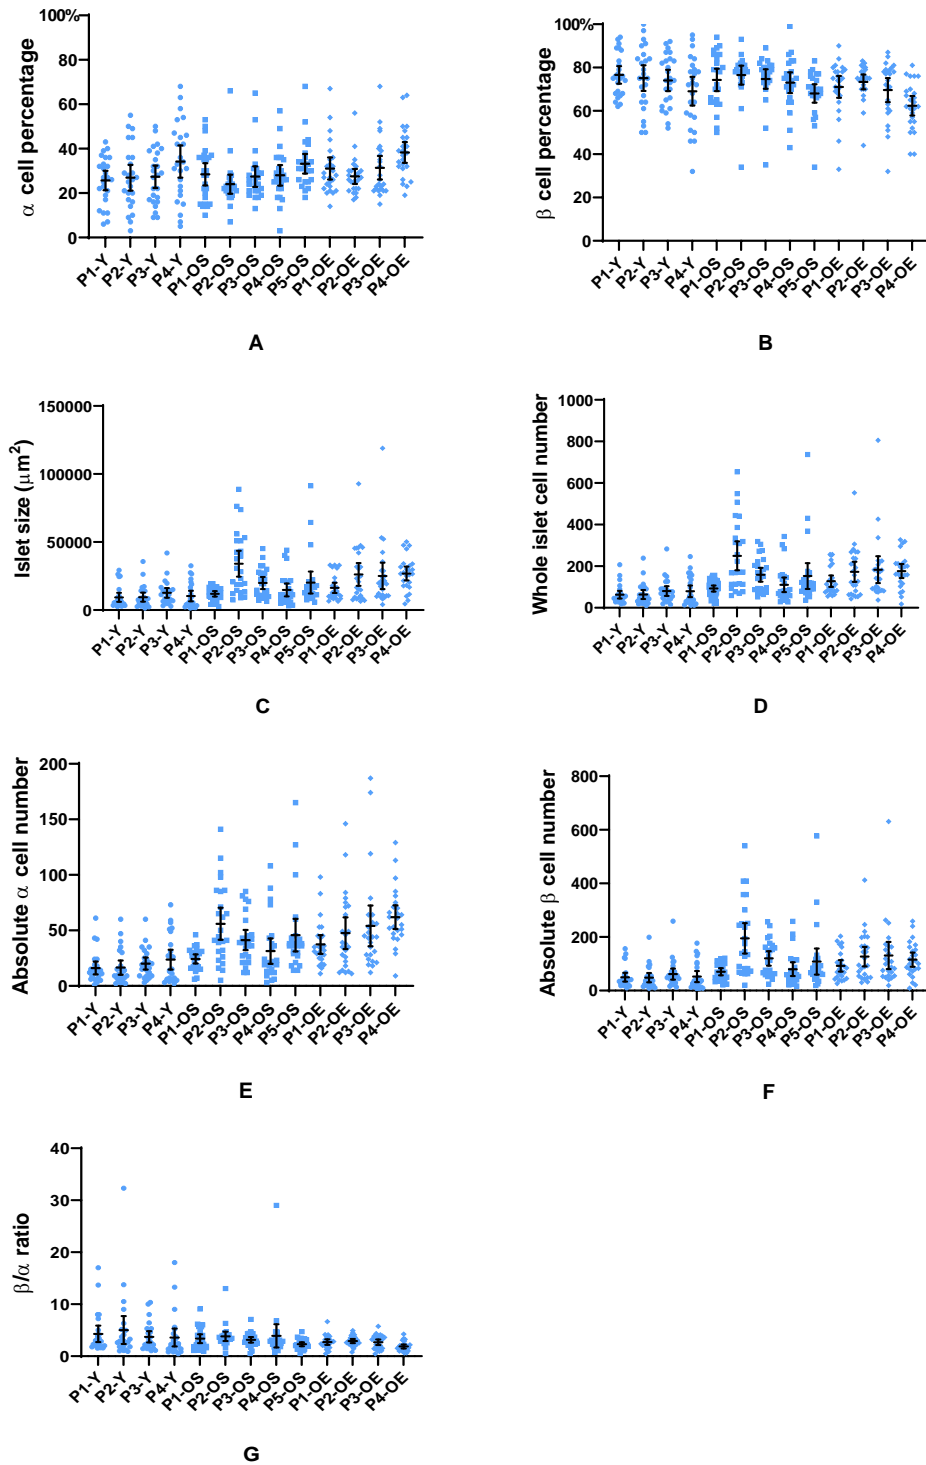 α cell percentage
100%
80
60
40
20
0
P1-Y
P2-Y
P3-Y
P4-Y
P1-OS
P2-OS
P3-OS
P4-OS
P5-OS
P1-OE
P2-OE
P3-OE
P4-OE
A
β cell percentage
100%
80
60
40
20
0
P1-Y
P2-Y
P3-Y
P4-Y
P1-OS
P2-OS
P3-OS
P4-OS
P5-OS
P1-OE
P2-OE
P3-OE
P4-OE
B
Islet size (μm²)
150000
100000
50000
0
P1-Y
P2-Y
P3-Y
P4-Y
P1-OS
P2-OS
P3-OS
P4-OS
P5-OS
P1-OE
P2-OE
P3-OE
P4-OE
C
Whole islet cell number
1000
800
600
400
200
0
P1-Y
P2-Y
P3-Y
P4-Y
P1-OS
P2-OS
P3-OS
P4-OS
P5-OS
P1-OE
P2-OE
P3-OE
P4-OE
D
Absolute α cell number
200
150
100
50
0
P1-Y
P2-Y
P3-Y
P4-Y
P1-OS
P2-OS
P3-OS
P4-OS
P5-OS
P1-OE
P2-OE
P3-OE
P4-OE
E
Absolute β cell number
800
600
400
200
0
P1-Y
P2-Y
P3-Y
P4-Y
P1-OS
P2-OS
P3-OS
P4-OS
P5-OS
P1-OE
P2-OE
P3-OE
P4-OE
F
β/α ratio
40
30
20
10
0
P1-Y
P2-Y
P3-Y
P4-Y
P1-OS
P2-OS
P3-OS
P4-OS
P5-OS
P1-OE
P2-OE
P3-OE
P4-OE
G